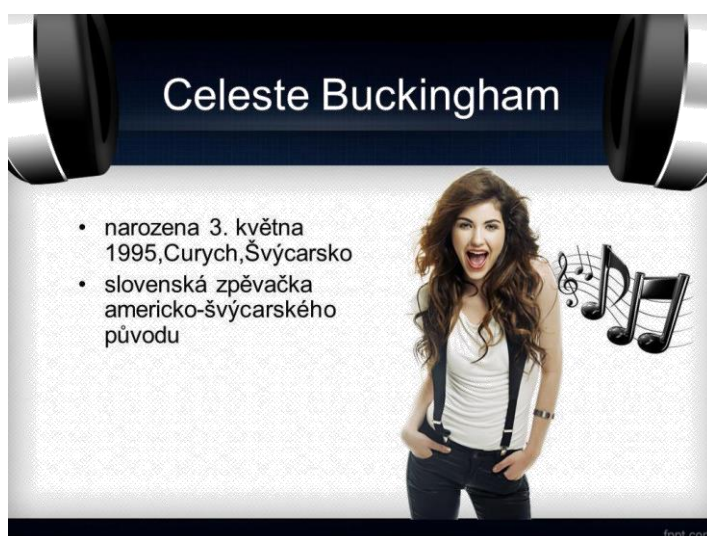 Celeste Buckingham
• narozena 3. května
1995,Curych,Švýcarsko
• slovenská zpěvačka
americko-švýcarského
původu